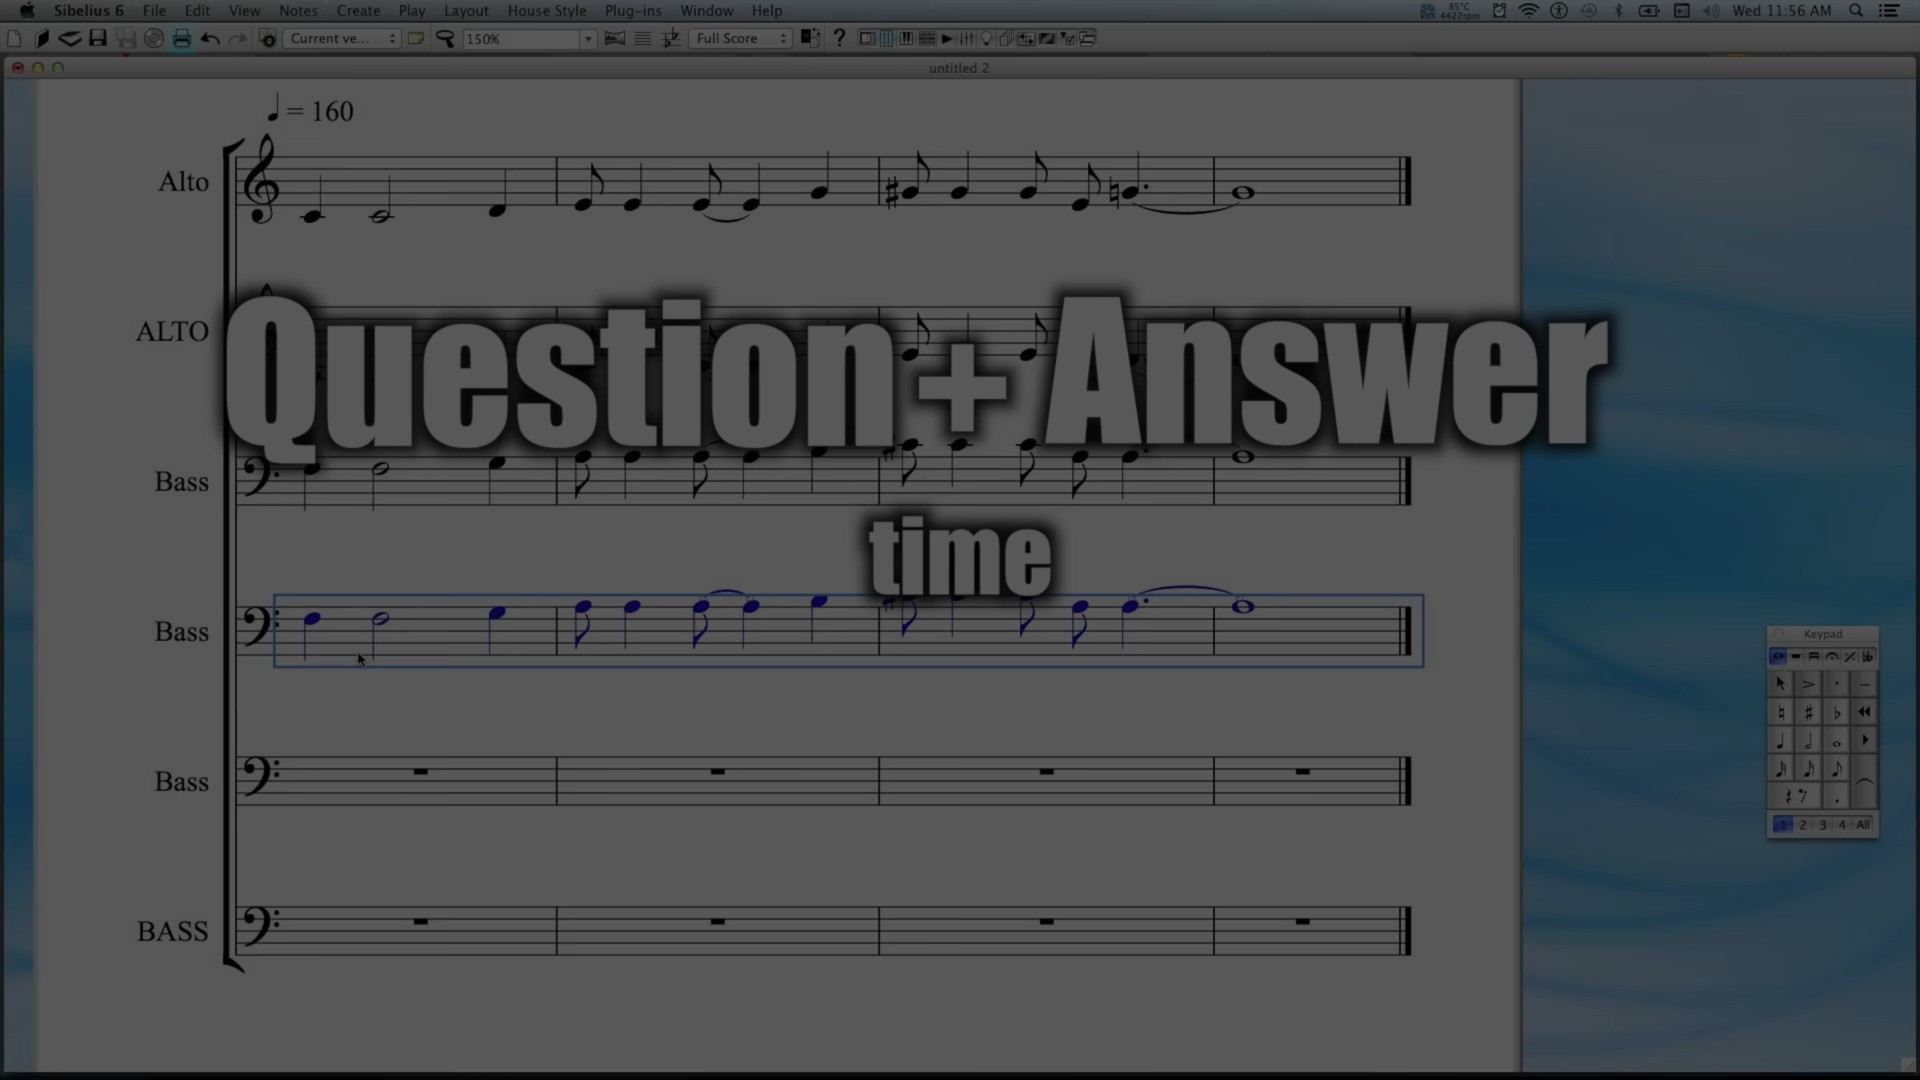 Sibelius 6 File Edit View Notes Create Play Layout House Style Plug-ins Window Help 85°C 4422rpm Wed 11:56 AM
Current ve... 150% Full Score ?
untitled 2
= 160
Alto
ALTO
Question + Answer
Bass
time
Bass
Keypad
1 2 3 4 All
Bass
BASS